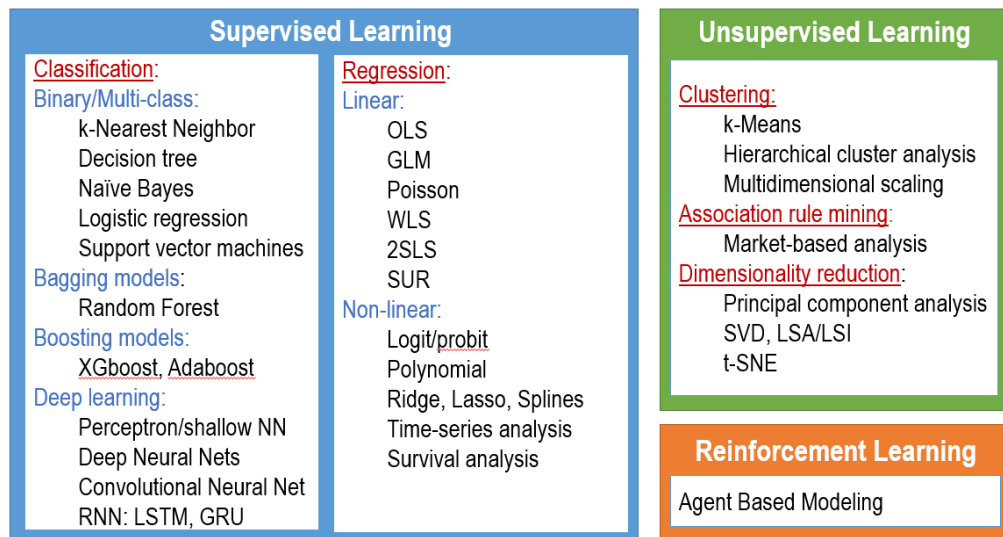 Supervised Learning
Classification:
Binary/Multi-class:
k-Nearest Neighbor
Decision tree
Naïve Bayes
Logistic regression
Support vector machines
Bagging models:
Random Forest
Boosting models:
XGboost, Adaboost
Deep learning:
Perceptron/shallow NN
Deep Neural Nets
Convolutional Neural Net
RNN: LSTM, GRU
Regression:
Linear:
OLS
GLM
Poisson
WLS
2SLS
SUR
Non-linear:
Logit/probit
Polynomial
Ridge, Lasso, Splines
Time-series analysis
Survival analysis
Unsupervised Learning
Clustering:
k-Means
Hierarchical cluster analysis
Multidimensional scaling
Association rule mining:
Market-based analysis
Dimensionality reduction:
Principal component analysis
SVD, LSA/LSI
t-SNE
Reinforcement Learning
Agent Based Modeling